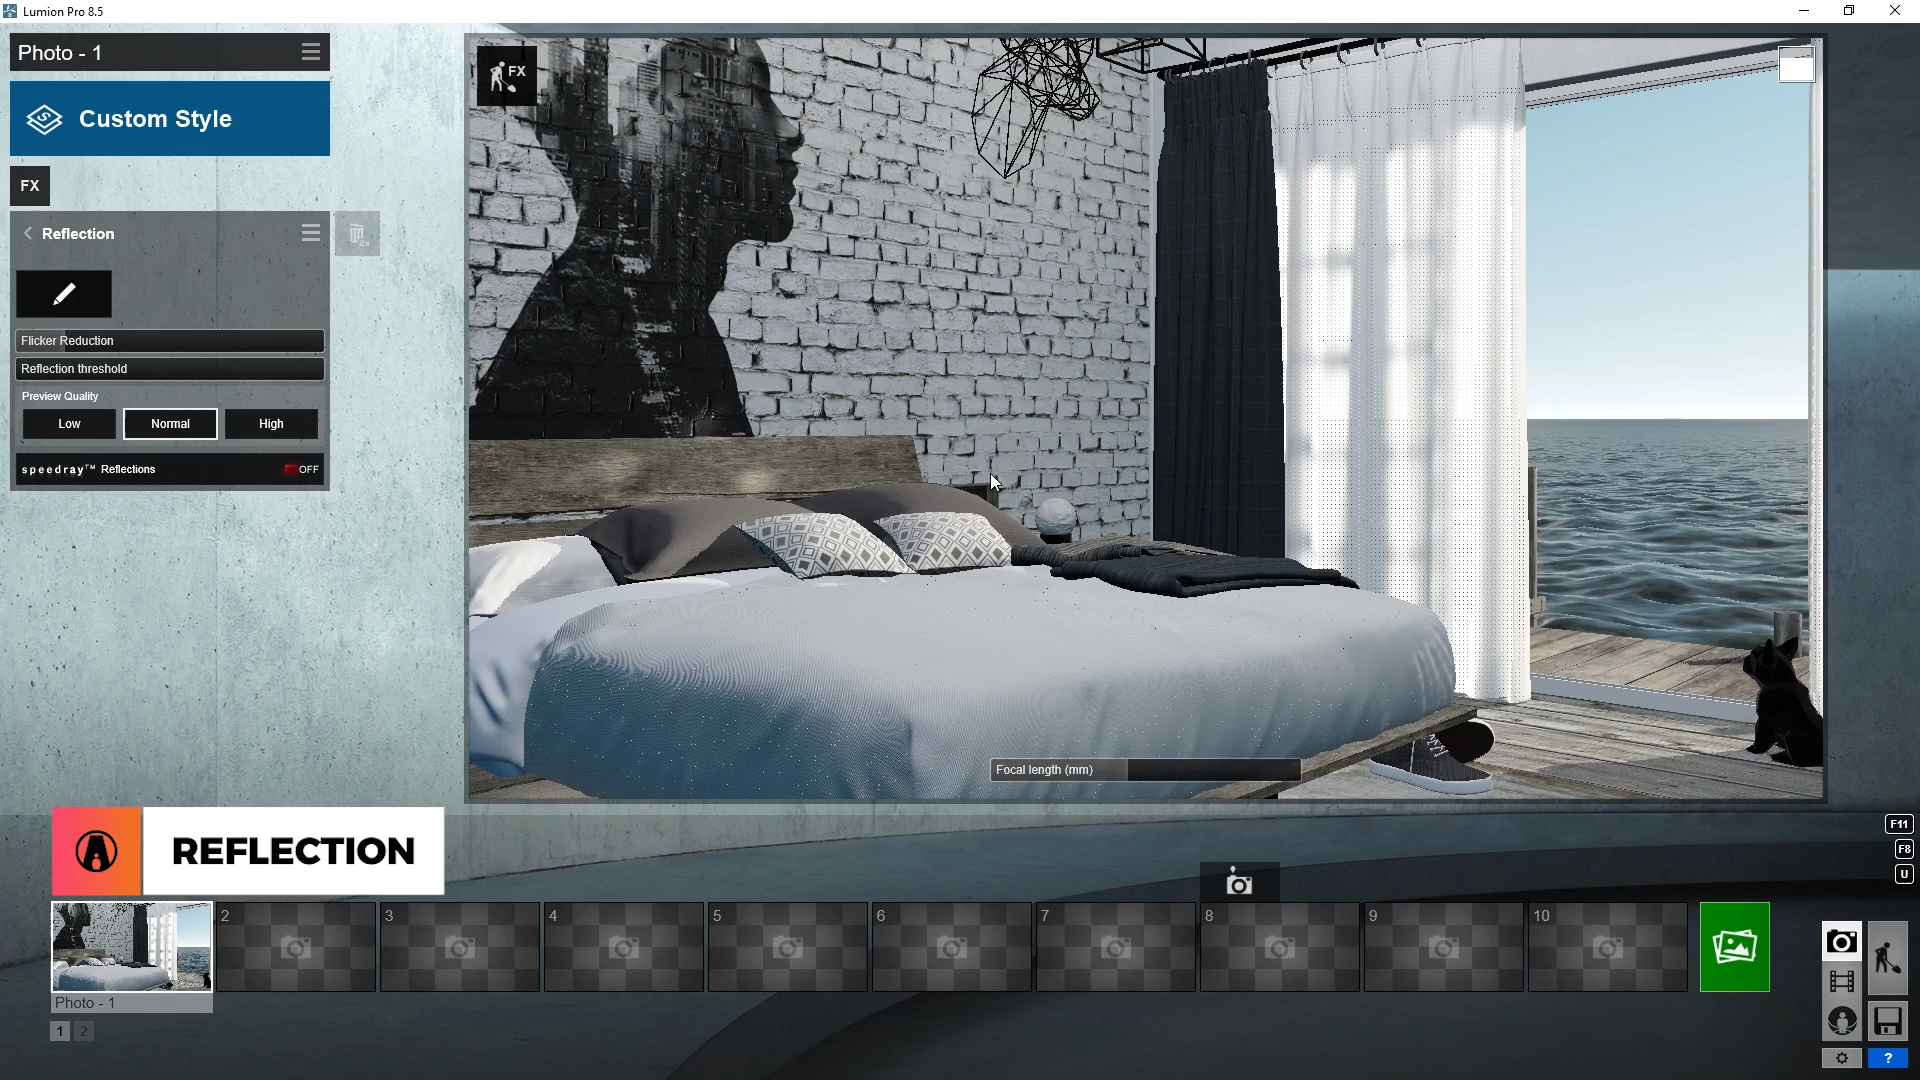 Lumion Pro 8.5
Photo - 1
Custom Style
FX
FX
Reflection
Flicker Reduction
Reflection threshold
Preview Quality
Low
Normal
High
speedray™ Reflections
OFF
Focal length (mm)
REFLECTION
F11
F8
U
2
3
4
5
6
7
8
9
10
Photo - 1
1
2
?